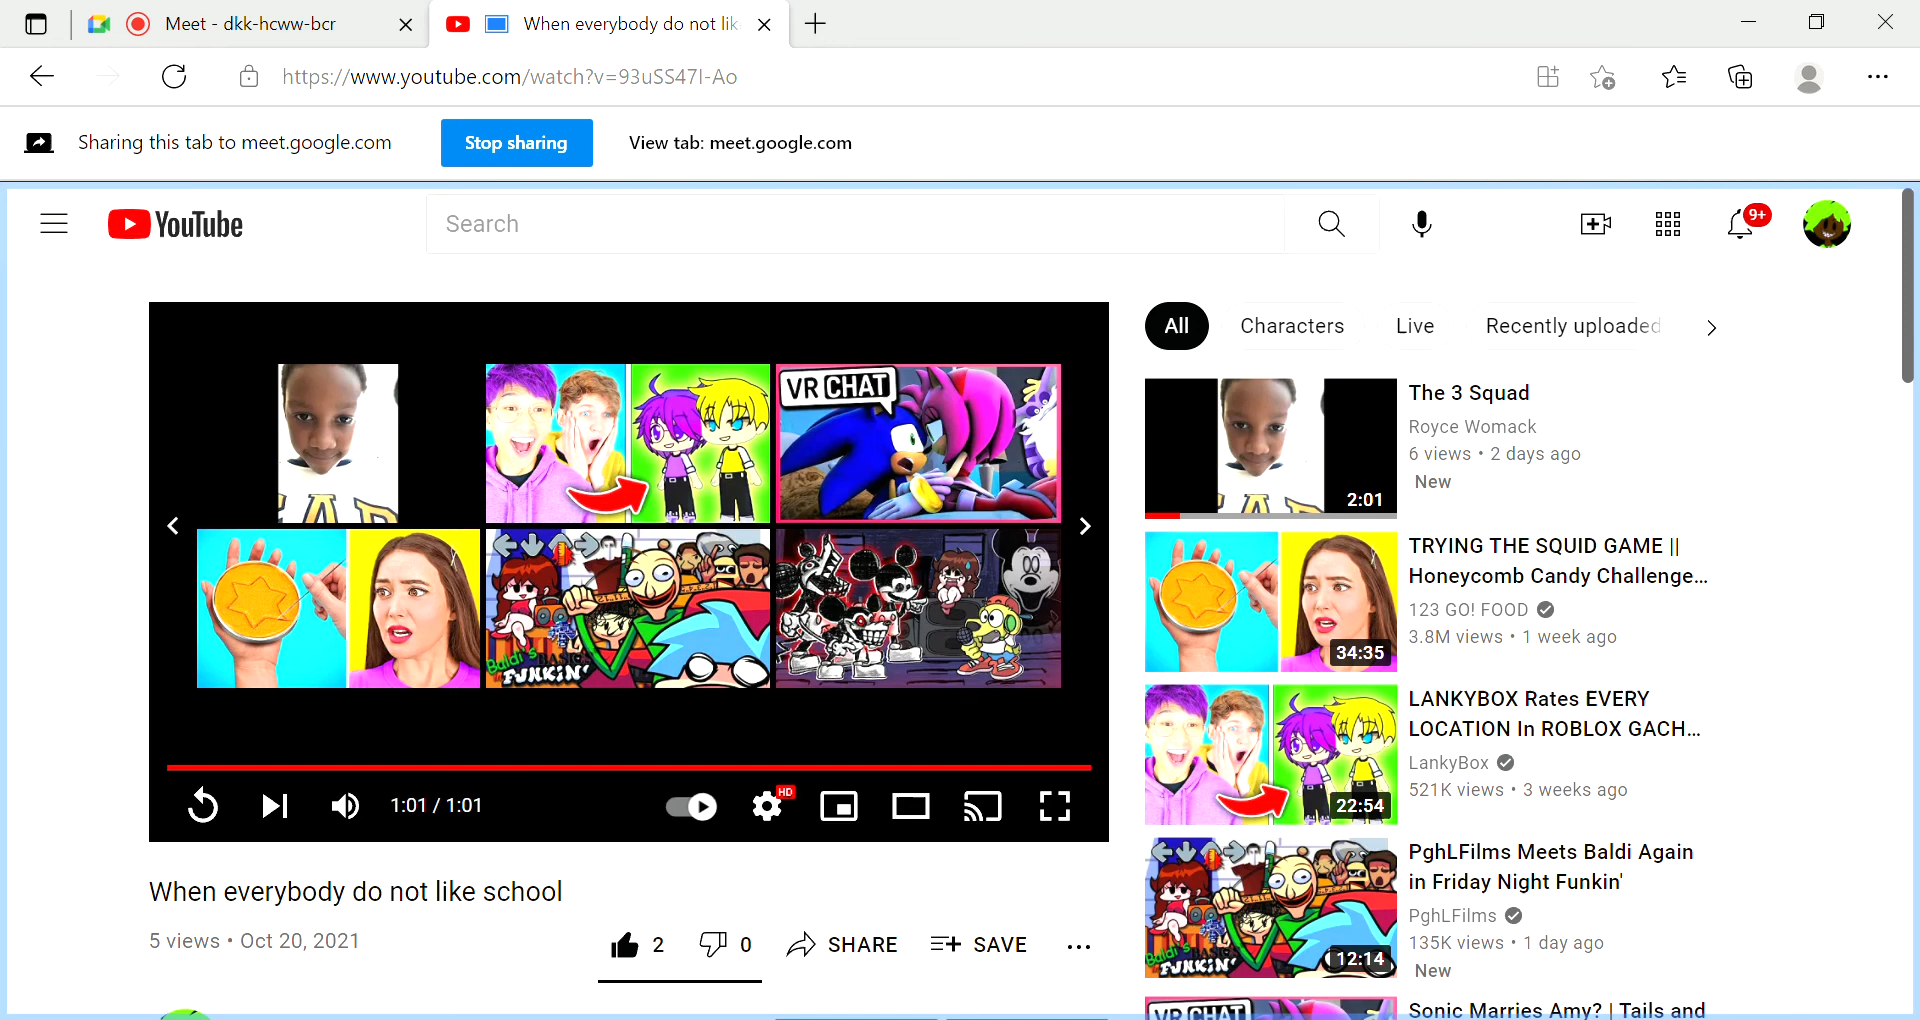 Meet - dkk-hcww-bcr
When everybody do not lik
https://www.youtube.com/watch?v=93uSS47I-Ao
Sharing this tab to meet.google.com
Stop sharing
View tab: meet.google.com
YouTube
Search
9+
VR CHAT
Baldi's BASICS
FUNKIN'
HD
1:01 / 1:01
When everybody do not like school
5 views • Oct 20, 2021
2
0
SHARE
SAVE
All
Characters
Live
Recently uploaded
2:01
The 3 Squad
Royce Womack
6 views • 2 days ago
New
34:35
TRYING THE SQUID GAME ||
Honeycomb Candy Challenge...
123 GO! FOOD
3.8M views • 1 week ago
22:54
LANKYBOX Rates EVERY
LOCATION In ROBLOX GACH...
LankyBox
521K views • 3 weeks ago
Baldi's BASICS
FUNKIN'
12:14
PghLFilms Meets Baldi Again
in Friday Night Funkin'
PghLFilms
135K views • 1 day ago
New
VR CHAT
Sonic Marries Amy? | Tails and